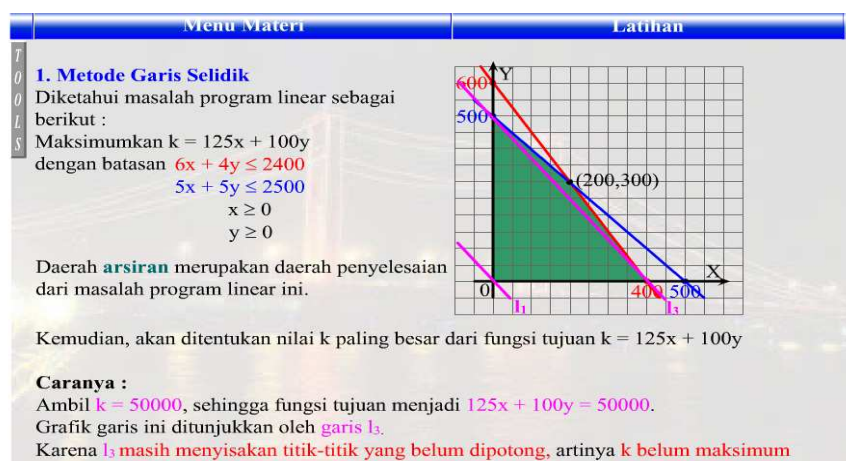 Menu Materi
Latihan
TOOLS
1. Metode Garis Selidik
Diketahui masalah program linear sebagai
berikut :
Maksimumkan k = 125x + 100y
dengan batasan 6x + 4y ≤ 2400
5x + 5y ≤ 2500
x ≥ 0
y ≥ 0
Daerah arsiran merupakan daerah penyelesaian
dari masalah program linear ini.
Y
600
500
(200,300)
X
0
400 500
l₁
l₃
Kemudian, akan ditentukan nilai k paling besar dari fungsi tujuan k = 125x + 100y
Caranya :
Ambil k = 50000, sehingga fungsi tujuan menjadi 125x + 100y = 50000.
Grafik garis ini ditunjukkan oleh garis l₃.
Karena l₃ masih menyisakan titik-titik yang belum dipotong, artinya k belum maksimum